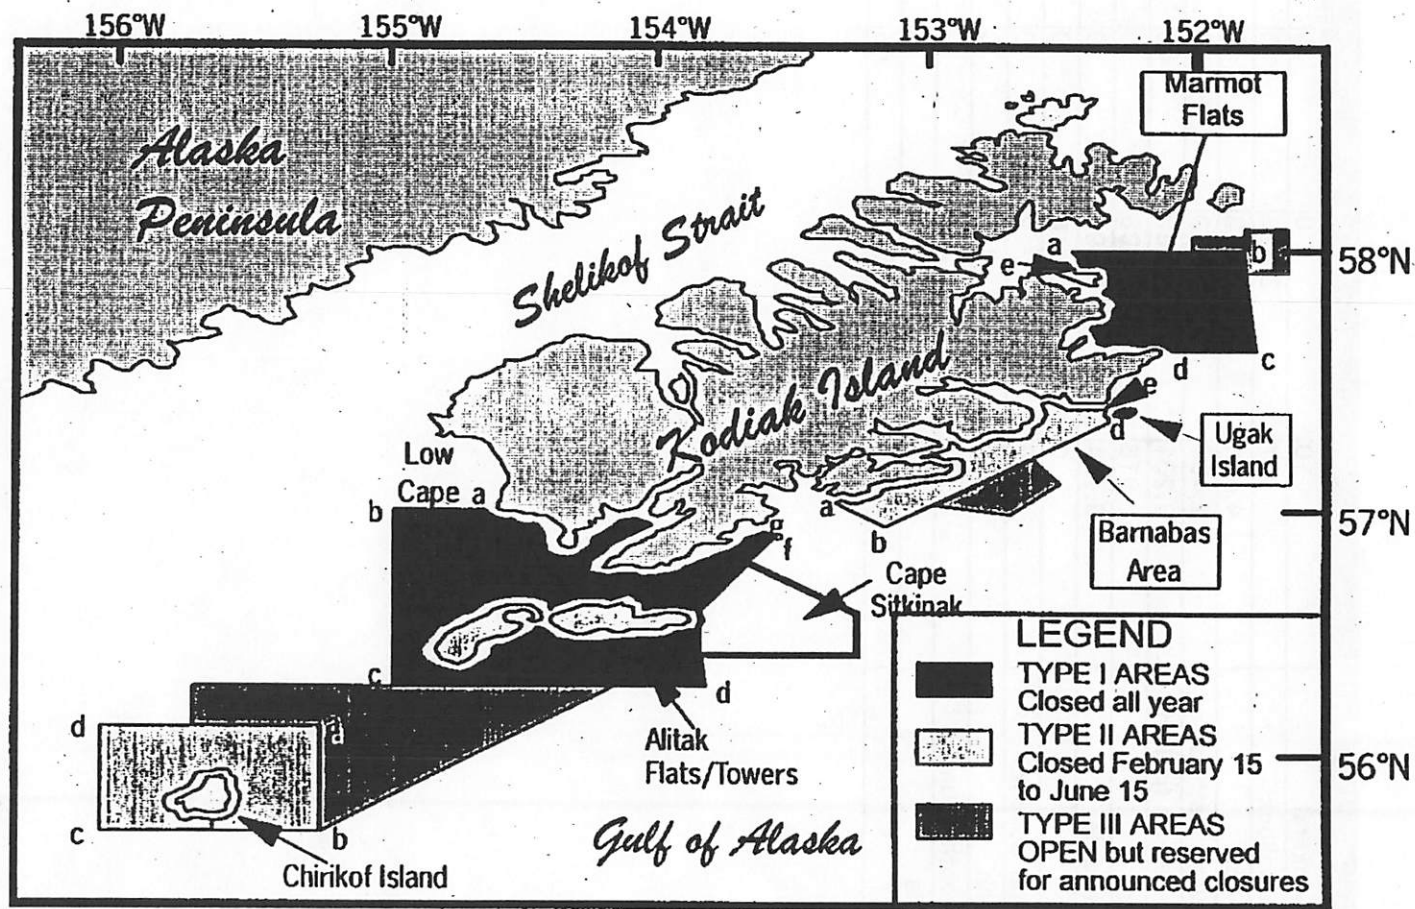 156°W
155°W
154°W
153°W
152°W
Marmot
Flats
Alaska
Peninsula
Shelikof Strait
a
b
58°N
e
Kodiak Island
d
c
e
d
Ugak
Island
Low
Cape a
b
a
b
57°N
g
f
Barnabas
Area
Cape
Sitkinak
c
d
Alitak
Flats/Towers
d
a
c
b
Chirikof Island
Gulf of Alaska
56°N
LEGEND
TYPE I AREAS
Closed all year
TYPE II AREAS
Closed February 15
to June 15
TYPE III AREAS
OPEN but reserved
for announced closures